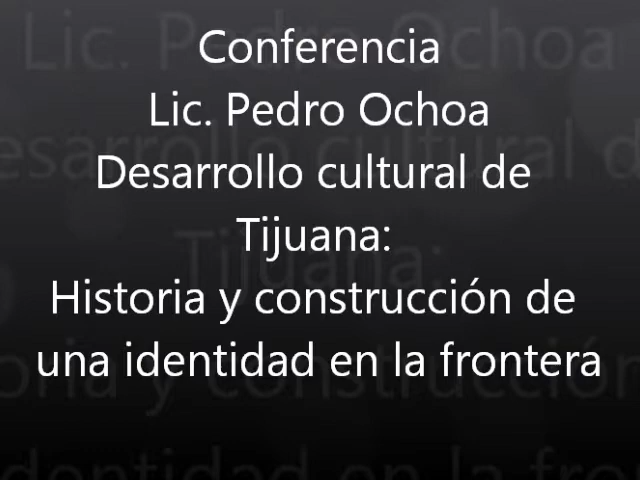 Conferencia
Lic. Pedro Ochoa
Desarrollo cultural de
Tijuana:
Historia y construcción de
una identidad en la frontera